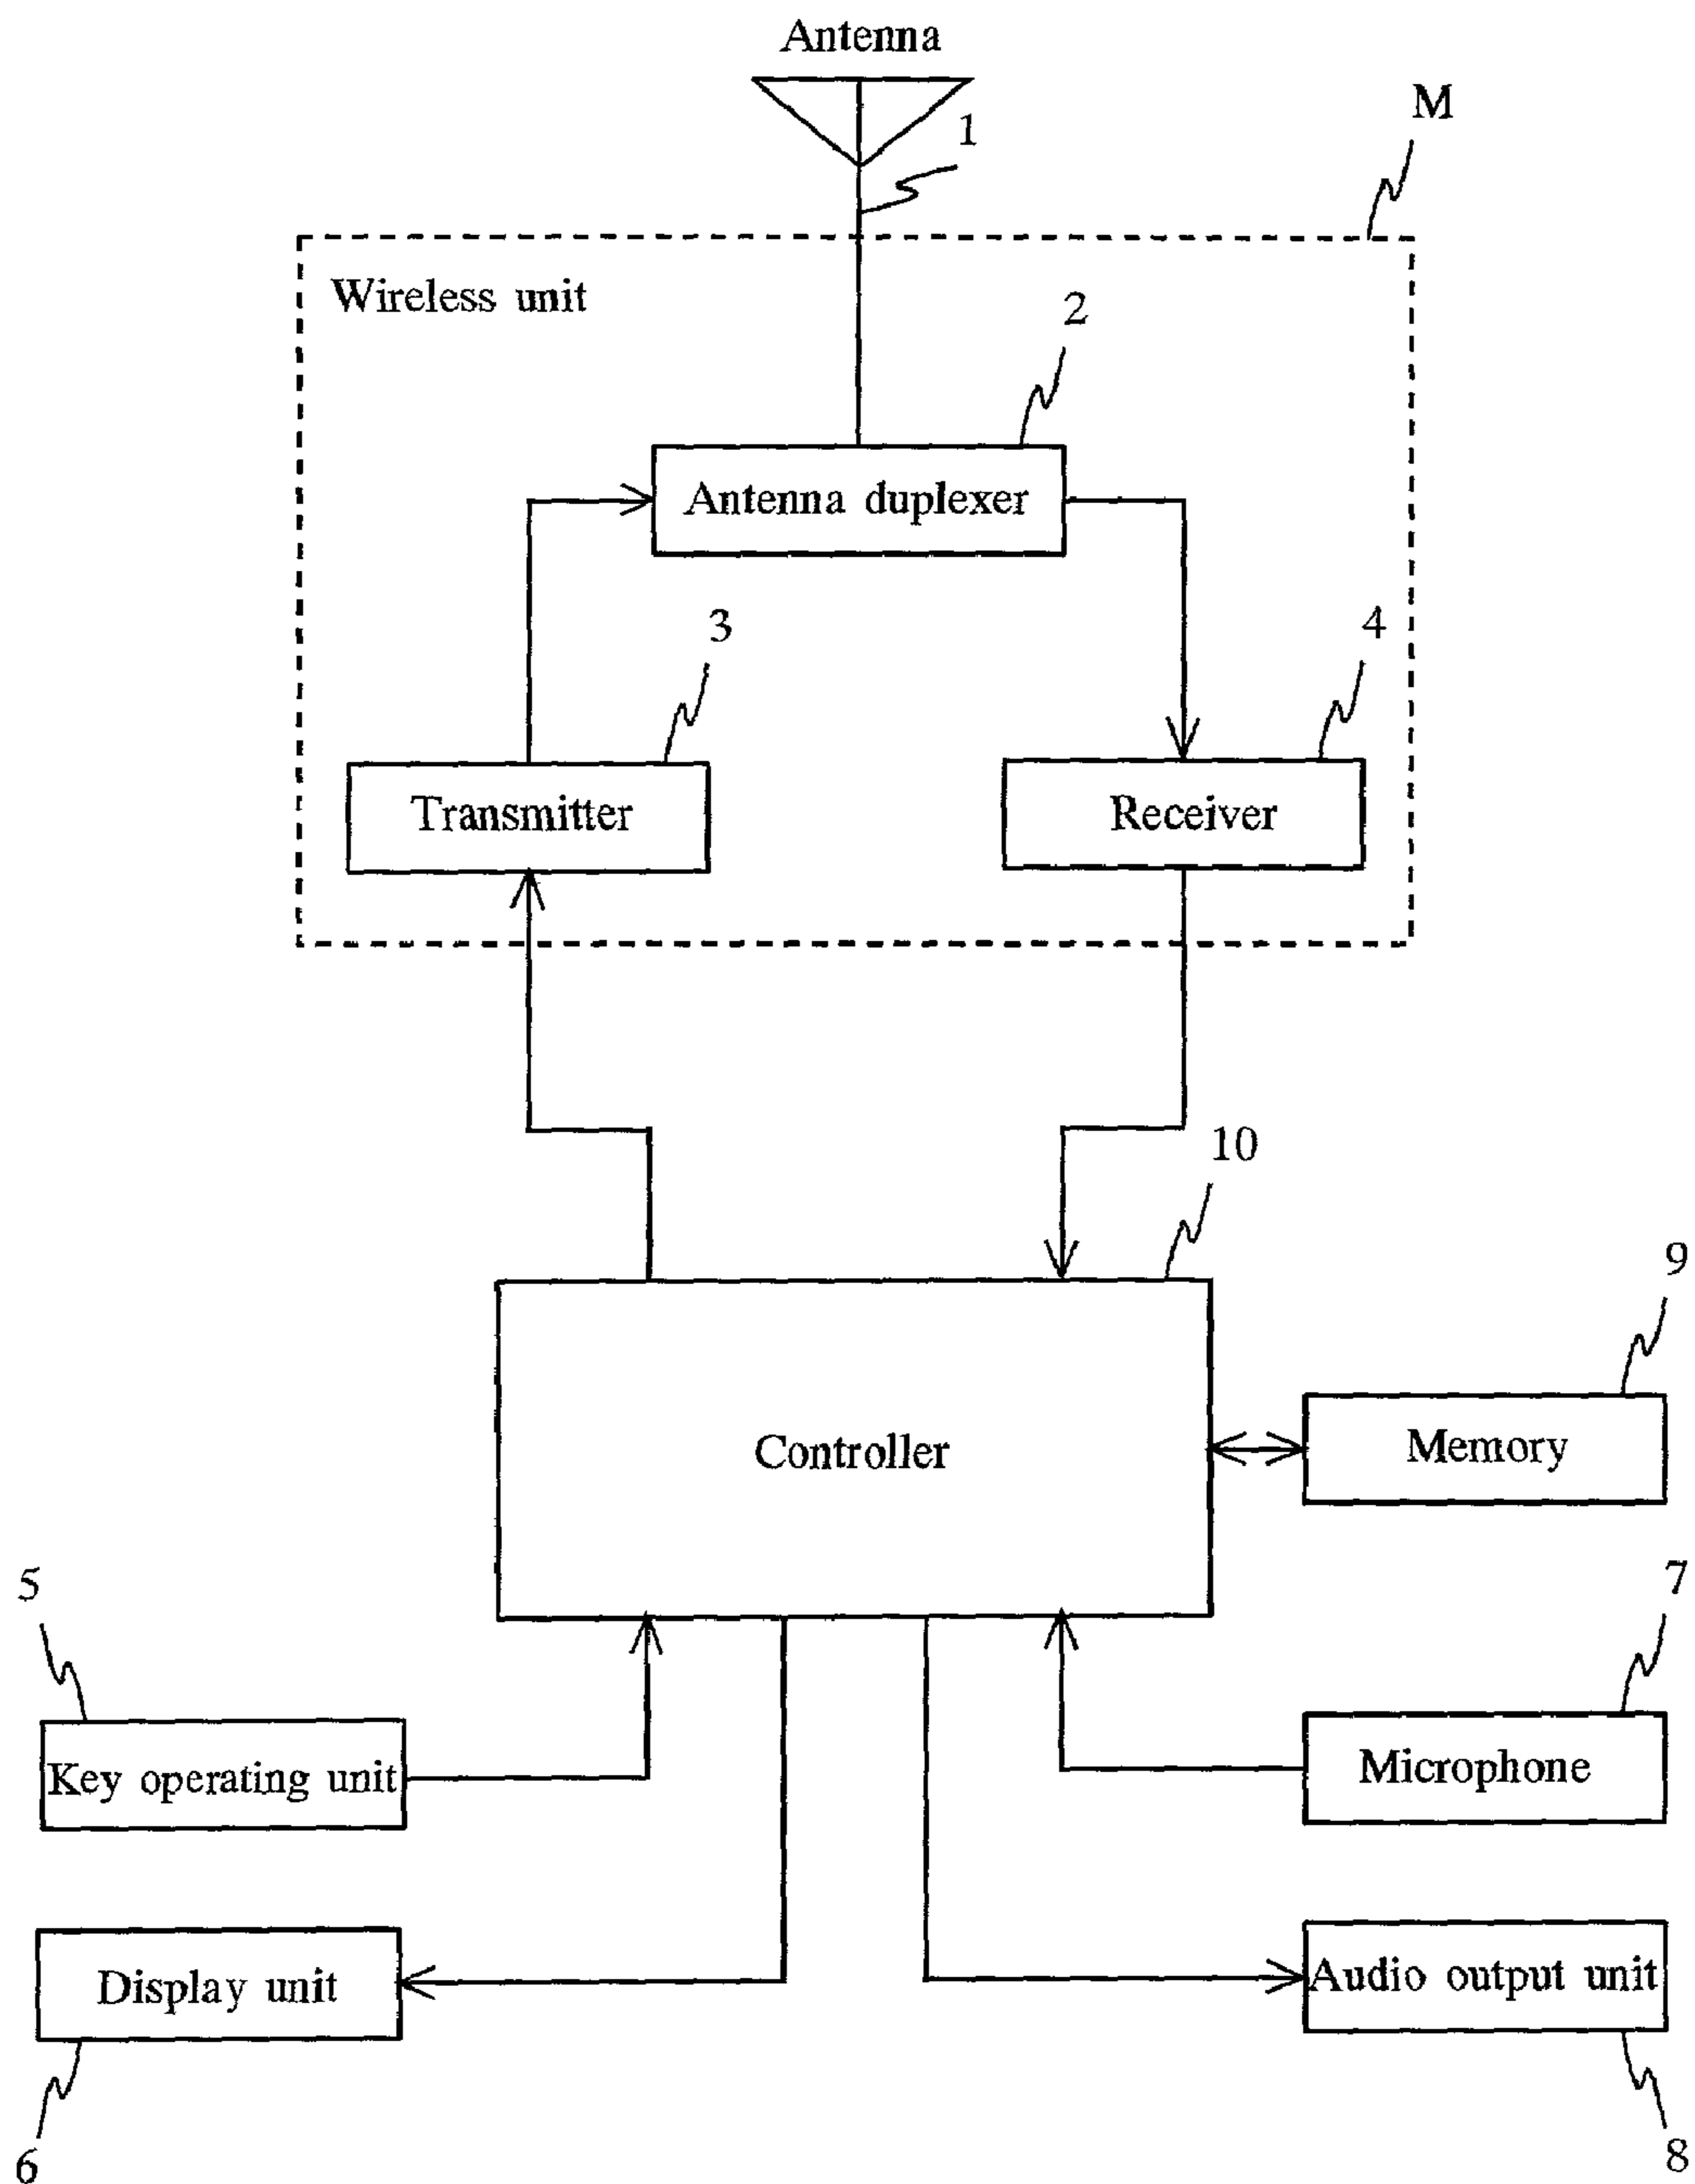 Antenna
M
1
Wireless unit
2
Antenna duplexer
3
4
Transmitter
Receiver
10
9
Controller
Memory
5
7
Key operating unit
Microphone
Display unit
Audio output unit
6
8